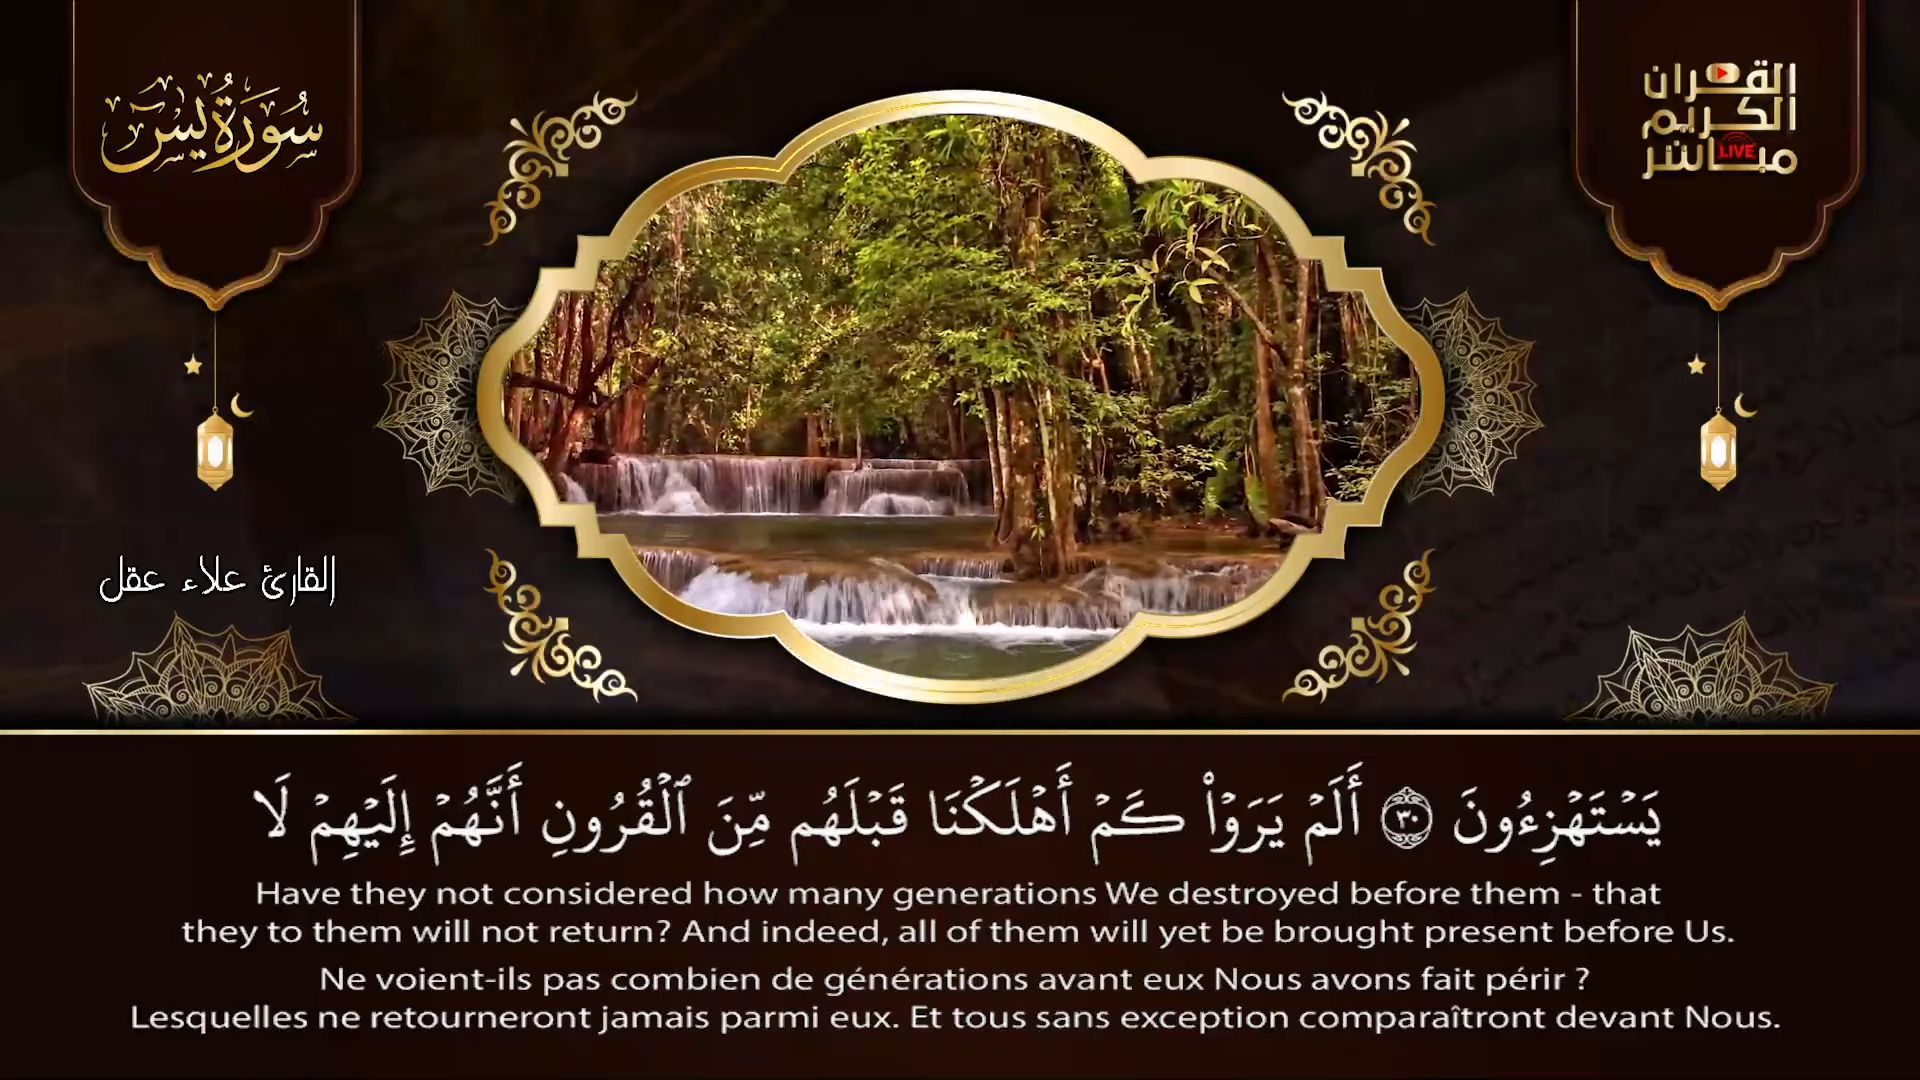 سُورَةُ يسٓ
القرآن
الكريم
مباشر
LIVE
القارئ علاء عقل
يَسْتَهْزِءُونَ ٣٠ أَلَمْ يَرَوْا۟ كَمْ أَهْلَكْنَا قَبْلَهُم مِّنَ ٱلْقُرُونِ أَنَّهُمْ إِلَيْهِمْ لَا
Have they not considered how many generations We destroyed before them - that
they to them will not return? And indeed, all of them will yet be brought present before Us.
Ne voient-ils pas combien de générations avant eux Nous avons fait périr ?
Lesquelles ne retourneront jamais parmi eux. Et tous sans exception comparaîtront devant Nous.